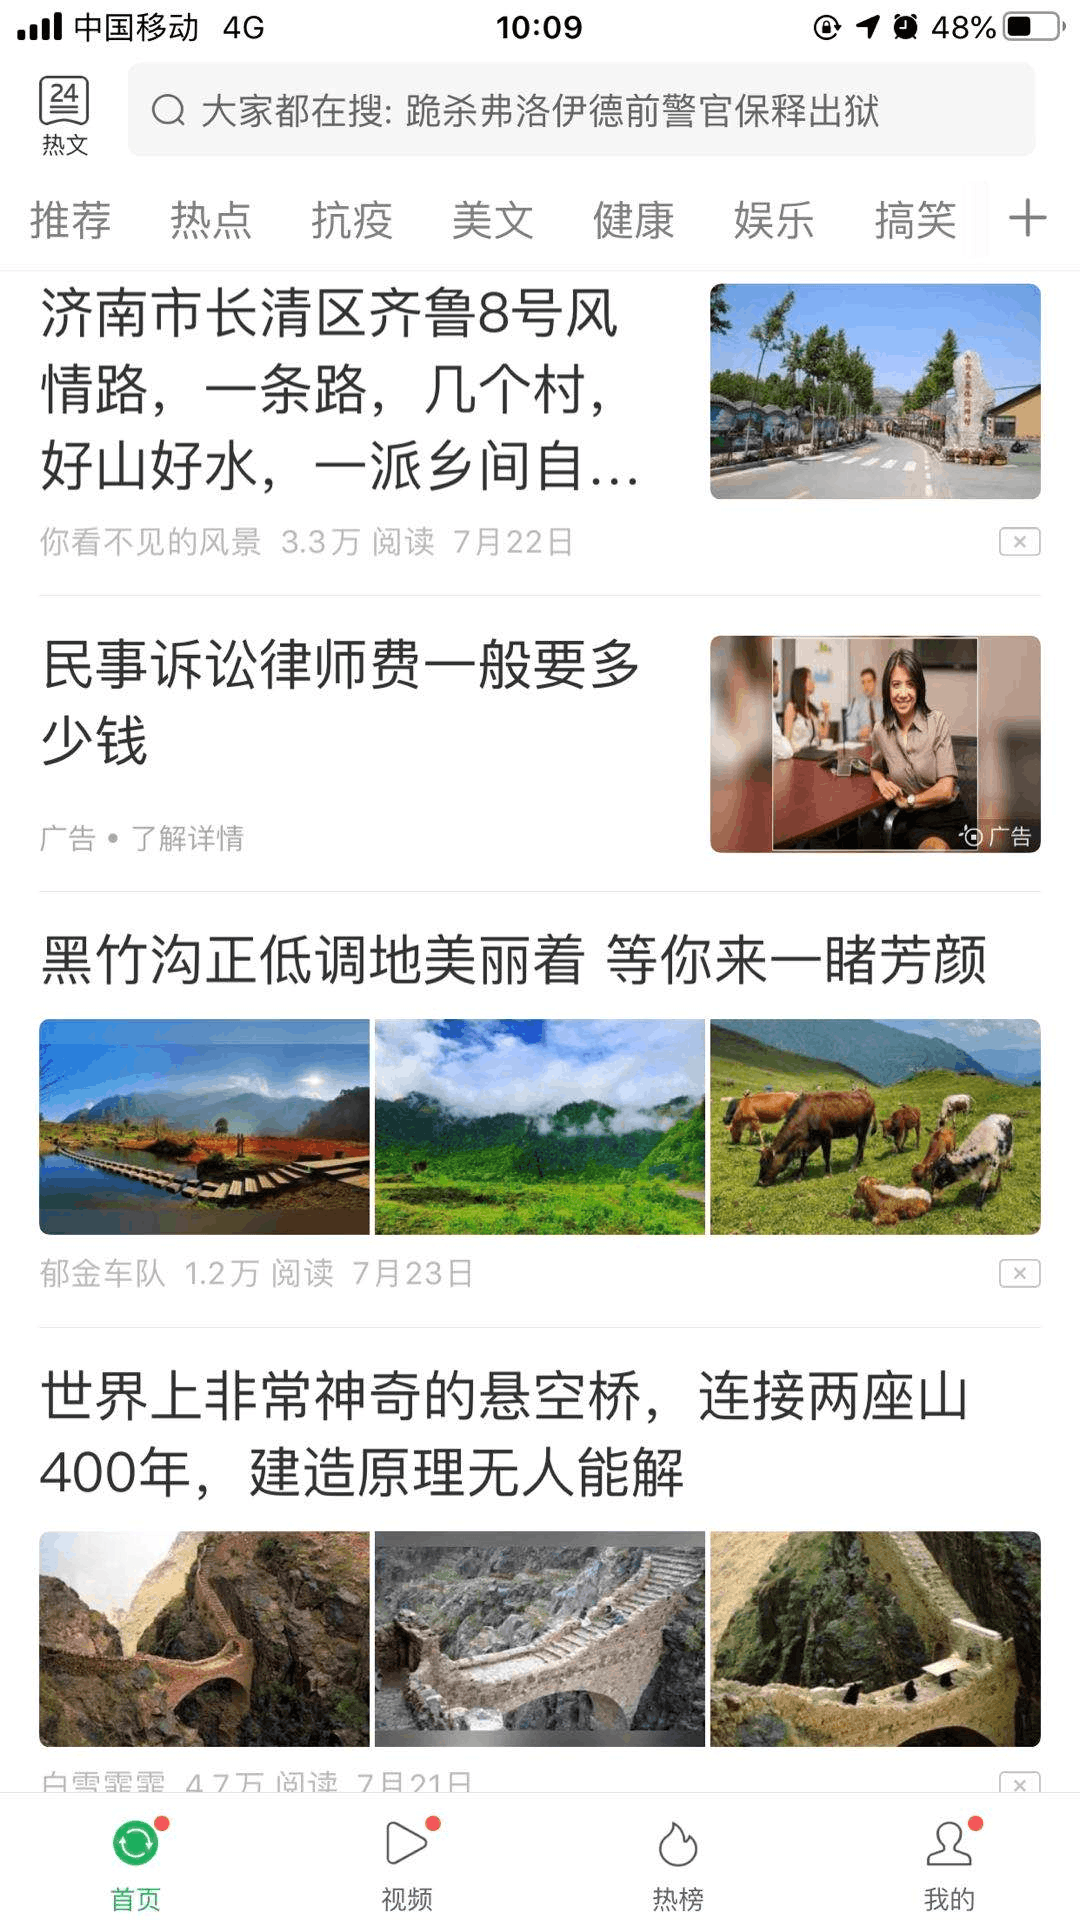 中国移动 4G 10:09 48%
24
热文
大家都在搜: 跪杀弗洛伊德前警官保释出狱
推荐 热点 抗疫 美文 健康 娱乐 搞笑
济南市长清区齐鲁8号风
情路，一条路，几个村，
好山好水，一派乡间自...
你看不见的风景 3.3万 阅读 7月22日
民事诉讼律师费一般要多
少钱
广告 • 了解详情
广告
黑竹沟正低调地美丽着 等你来一睹芳颜
郁金车队 1.2万 阅读 7月23日
世界上非常神奇的悬空桥，连接两座山
400年，建造原理无人能解
白雪霏霏 4.7万 阅读 7月21日
首页 视频 热榜 我的